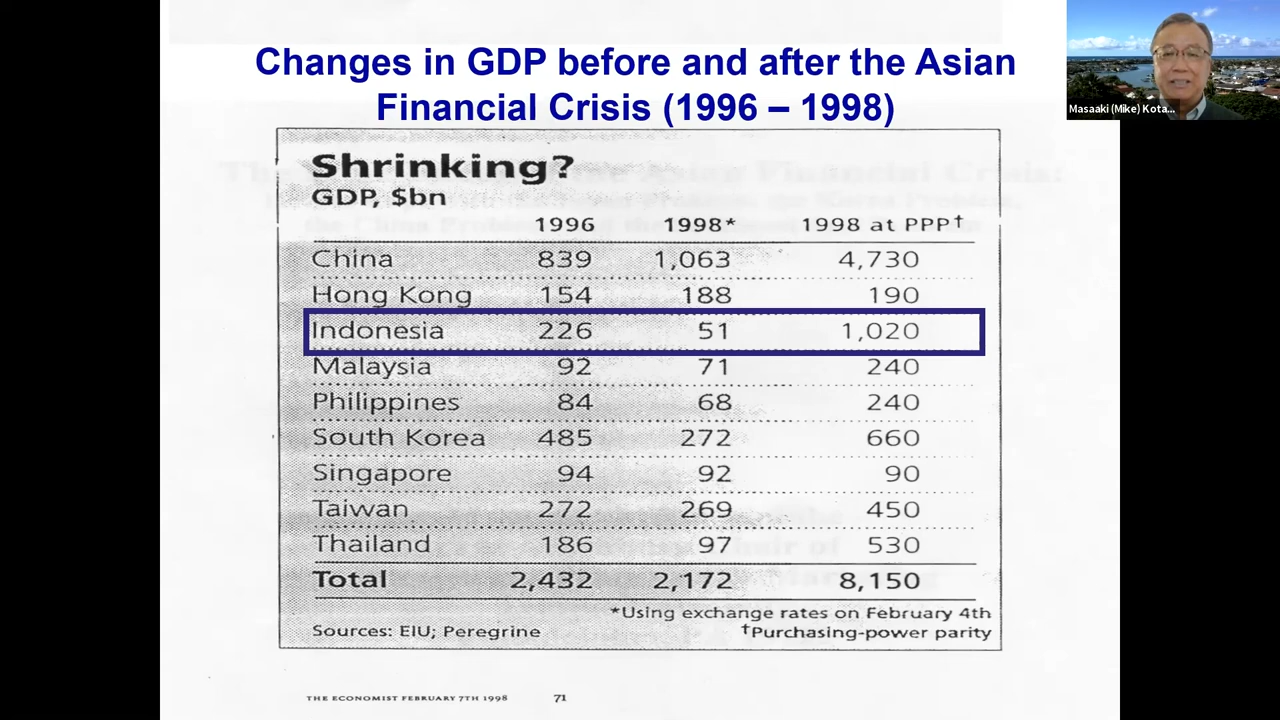 Changes in GDP before and after the Asian
Financial Crisis (1996 – 1998)
Masaaki (Mike) Kota...
Shrinking?
GDP, $bn
1996 1998* 1998 at PPP†
China 839 1,063 4,730
Hong Kong 154 188 190
Indonesia 226 51 1,020
Malaysia 92 71 240
Philippines 84 68 240
South Korea 485 272 660
Singapore 94 92 90
Taiwan 272 269 450
Thailand 186 97 530
Total 2,432 2,172 8,150
*Using exchange rates on February 4th
Sources: EIU; Peregrine †Purchasing-power parity
THE ECONOMIST FEBRUARY 7TH 1998 71